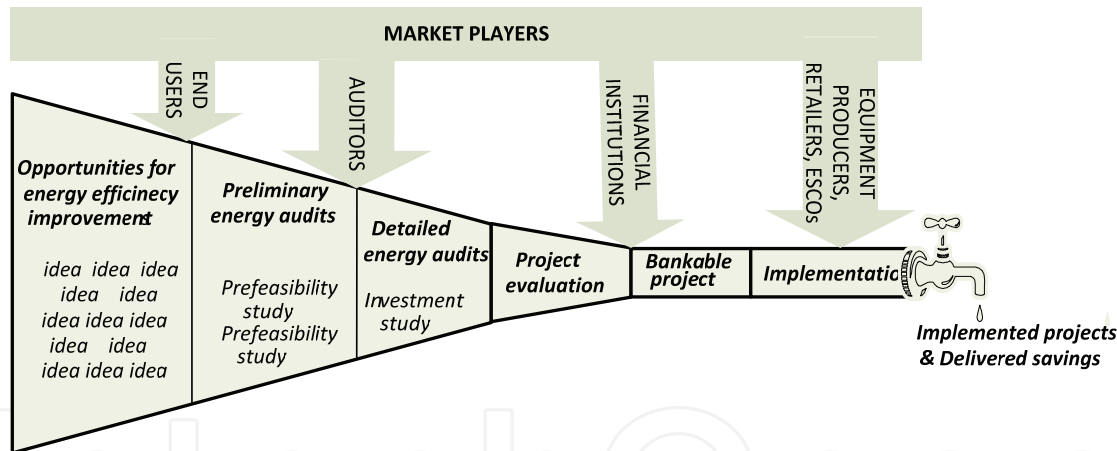 MARKET PLAYERS
END
USERS
AUDITORS
FINANCIAL
INSTITUTIONS
EQUIPMENT
PRODUCERS,
RETAILERS, ESCOs
Opportunities for
energy efficinecy
improvements
idea idea idea
idea idea
idea idea idea
idea idea
idea idea idea
Preliminary
energy audits
Prefeasibility
study
Prefeasibility
study
Detailed
energy audits
Investment
study
Project
evaluation
Bankable
project
Implementatio
Implemented projects
& Delivered savings